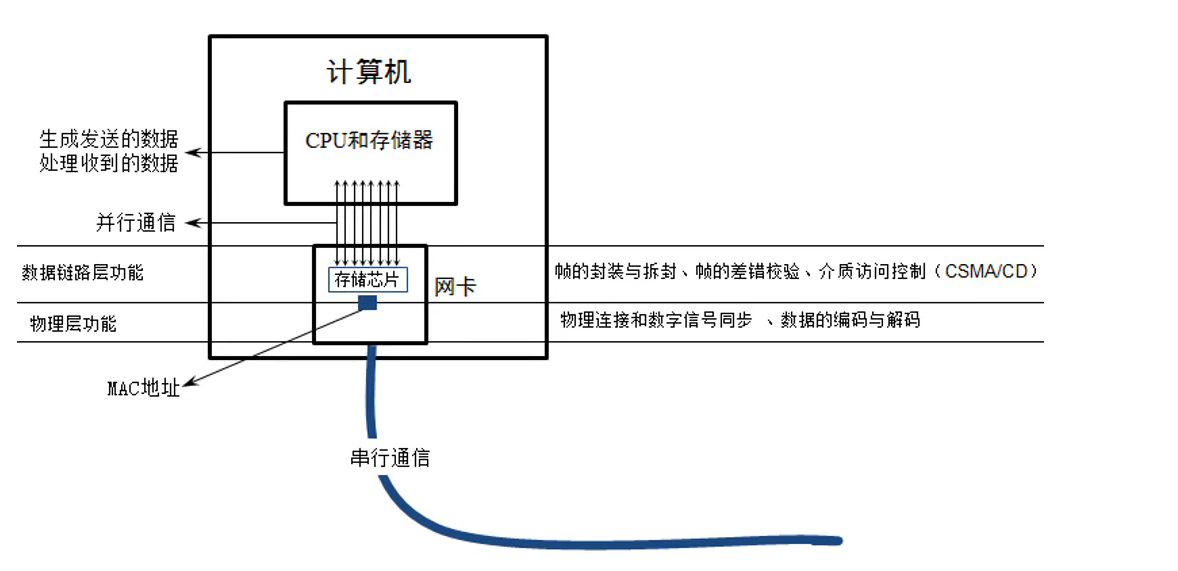 计算机
CPU和存储器
生成发送的数据
处理收到的数据
并行通信
数据链路层功能
存储芯片
网卡
帧的封装与拆封、帧的差错校验、介质访问控制（CSMA/CD）
物理层功能
物理连接和数字信号同步 、数据的编码与解码
MAC地址
串行通信